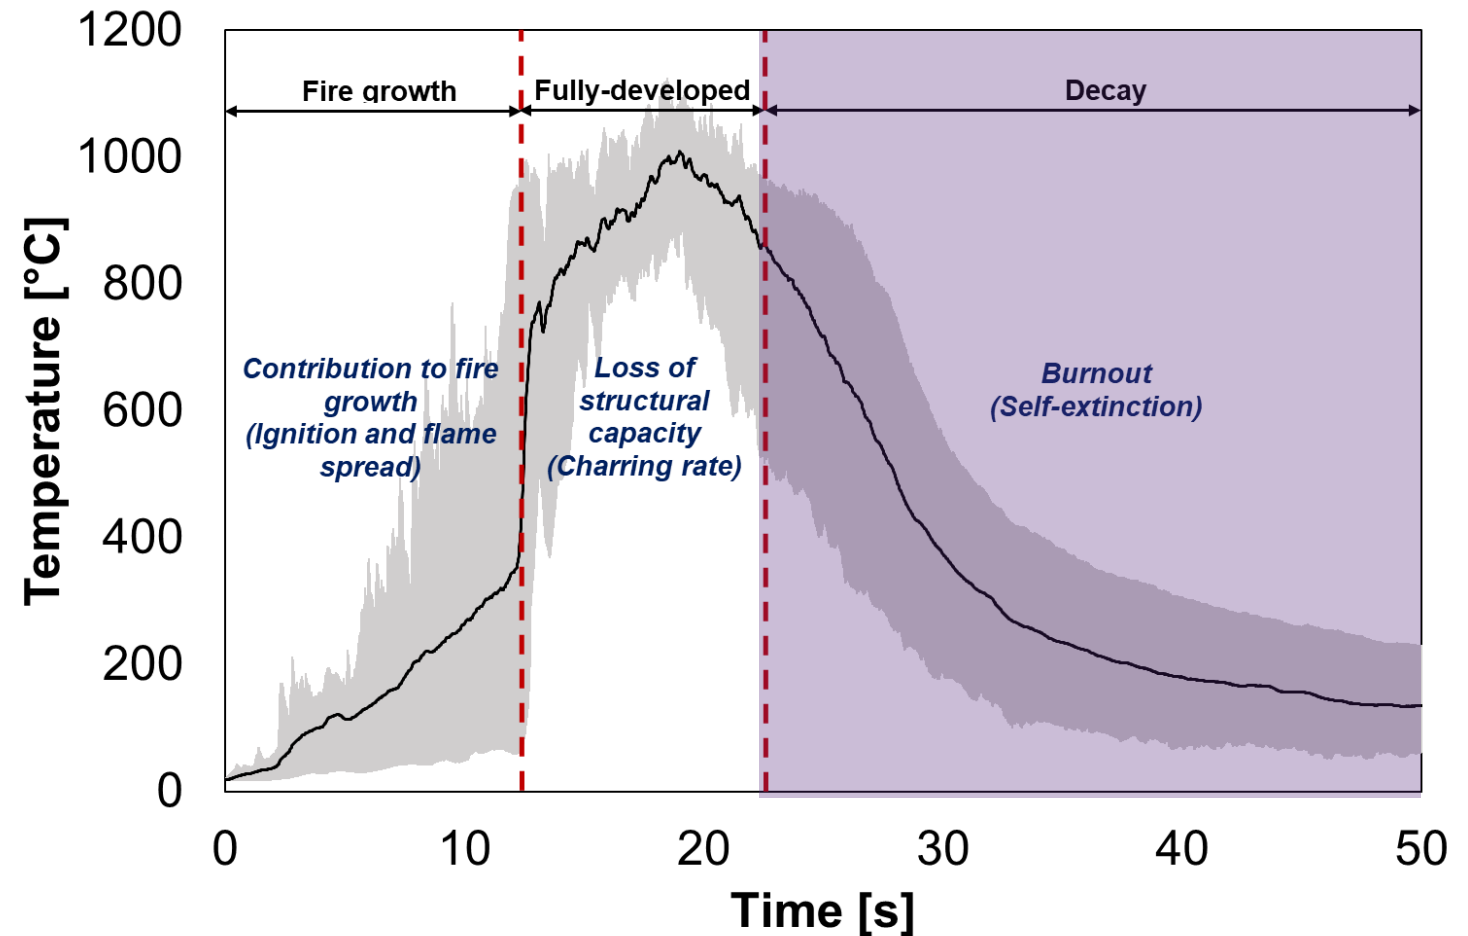 1200
1000
800
600
400
200
0
Temperature [°C]
Fire growth
Fully-developed
Decay
Contribution to fire
growth
(Ignition and flame
spread)
Loss of
structural
capacity
(Charring rate)
Burnout
(Self-extinction)
0
10
20
30
40
50
Time [s]